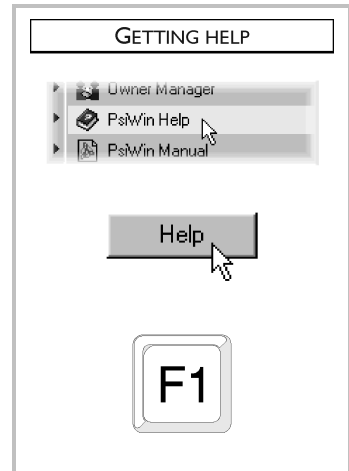 GETTING HELP
Owner Manager
PsiWin Help
PsiWin Manual
Help
F1